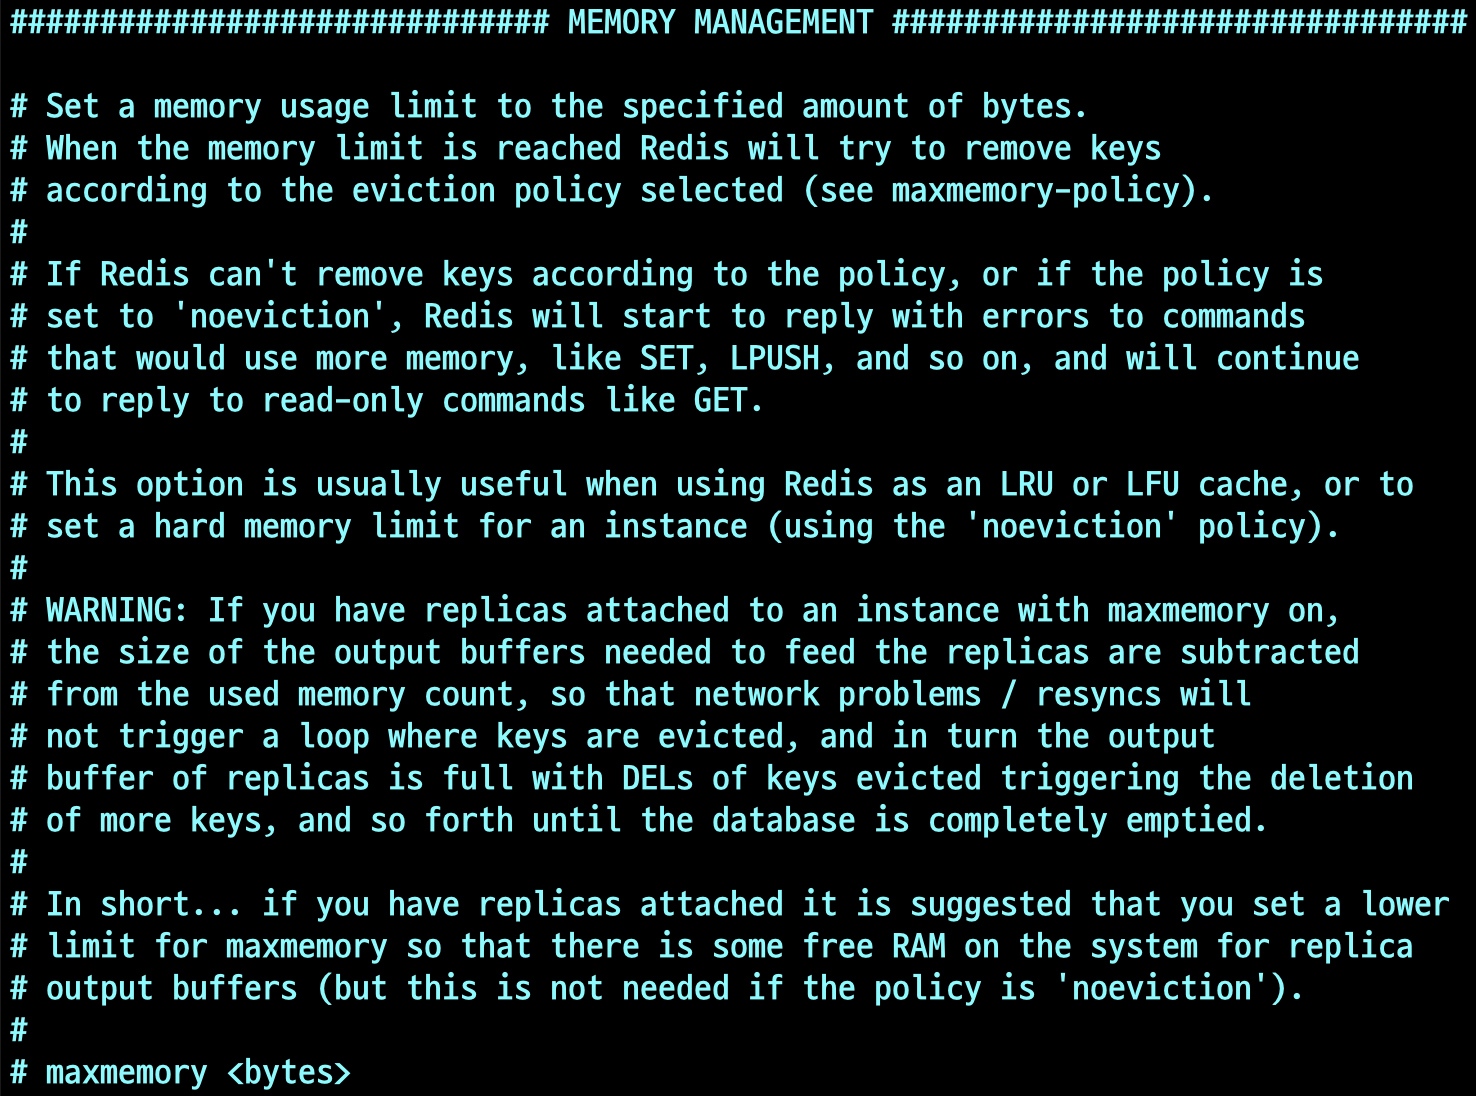 ############################## MEMORY MANAGEMENT ################################
# Set a memory usage limit to the specified amount of bytes.
# When the memory limit is reached Redis will try to remove keys
# according to the eviction policy selected (see maxmemory-policy).
#
# If Redis can't remove keys according to the policy, or if the policy is
# set to 'noeviction', Redis will start to reply with errors to commands
# that would use more memory, like SET, LPUSH, and so on, and will continue
# to reply to read-only commands like GET.
#
# This option is usually useful when using Redis as an LRU or LFU cache, or to
# set a hard memory limit for an instance (using the 'noeviction' policy).
#
# WARNING: If you have replicas attached to an instance with maxmemory on,
# the size of the output buffers needed to feed the replicas are subtracted
# from the used memory count, so that network problems / resyncs will
# not trigger a loop where keys are evicted, and in turn the output
# buffer of replicas is full with DELs of keys evicted triggering the deletion
# of more keys, and so forth until the database is completely emptied.
#
# In short... if you have replicas attached it is suggested that you set a lower
# limit for maxmemory so that there is some free RAM on the system for replica
# output buffers (but this is not needed if the policy is 'noeviction').
#
# maxmemory <bytes>